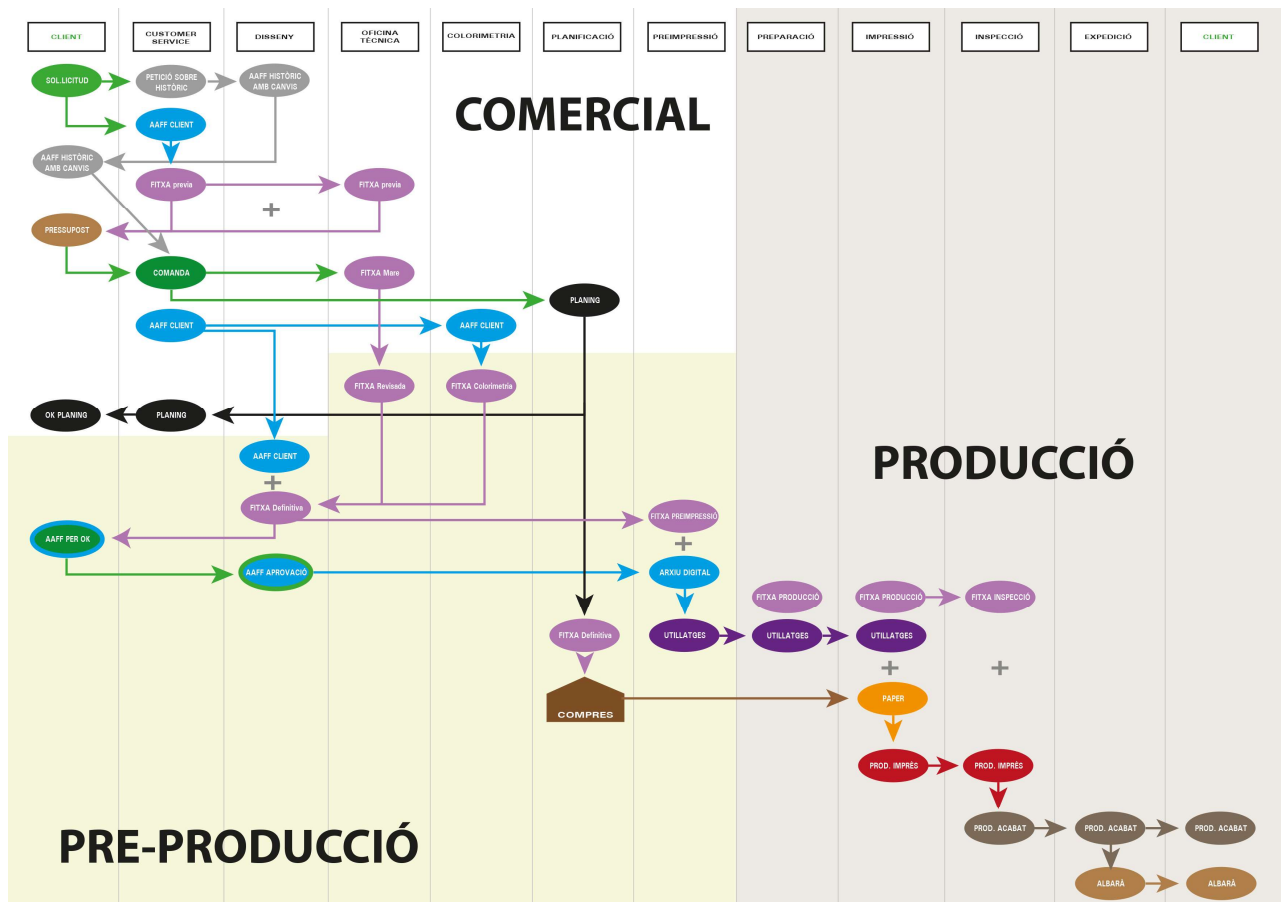 CLIENT
CUSTOMER
SERVICE
DISSENY
OFICINA
TÈCNICA
COLORIMETRIA
PLANIFICACIÓ
PREIMPRESSIÓ
PREPARACIÓ
IMPRESSIÓ
INSPECCIÓ
EXPEDICIÓ
CLIENT
SOL.LICITUD
PETICIÓ SOBRE
HISTÒRIC
AAFF HISTÒRIC
AMB CANVIS
COMERCIAL
AAFF CLIENT
AAFF HISTÒRIC
AMB CANVIS
FITXA previa
FITXA previa
+
PRESSUPOST
COMANDA
FITXA Mare
PLANING
AAFF CLIENT
AAFF CLIENT
FITXA Revisada
FITXA Colorimetria
OK PLANING
PLANING
AAFF CLIENT
PRODUCCIÓ
+
FITXA Definitiva
FITXA PREIMPRESSIÓ
AAFF PER OK
+
AAFF APROVACIÓ
ARXIU DIGITAL
FITXA PRODUCCIÓ
FITXA PRODUCCIÓ
FITXA INSPECCIÓ
FITXA Definitiva
UTILLATGES
UTILLATGES
UTILLATGES
+
+
COMPRES
PAPER
PROD. IMPRÈS
PROD. IMPRÈS
PROD. ACABAT
PROD. ACABAT
PROD. ACABAT
PRE-PRODUCCIÓ
ALBARÀ
ALBARÀ